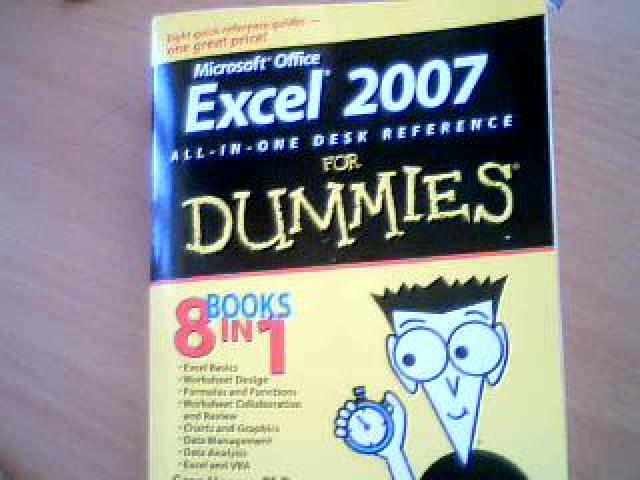 Eight quick reference guides —
one great price!
Microsoft® Office
Excel® 2007
ALL-IN-ONE DESK REFERENCE
FOR
DUMMIES®
8 BOOKS
IN 1
• Excel Basics
• Worksheet Design
• Formulas and Functions
• Worksheet Collaboration
and Review
• Charts and Graphics
• Data Management
• Data Analysis
• Excel and VBA